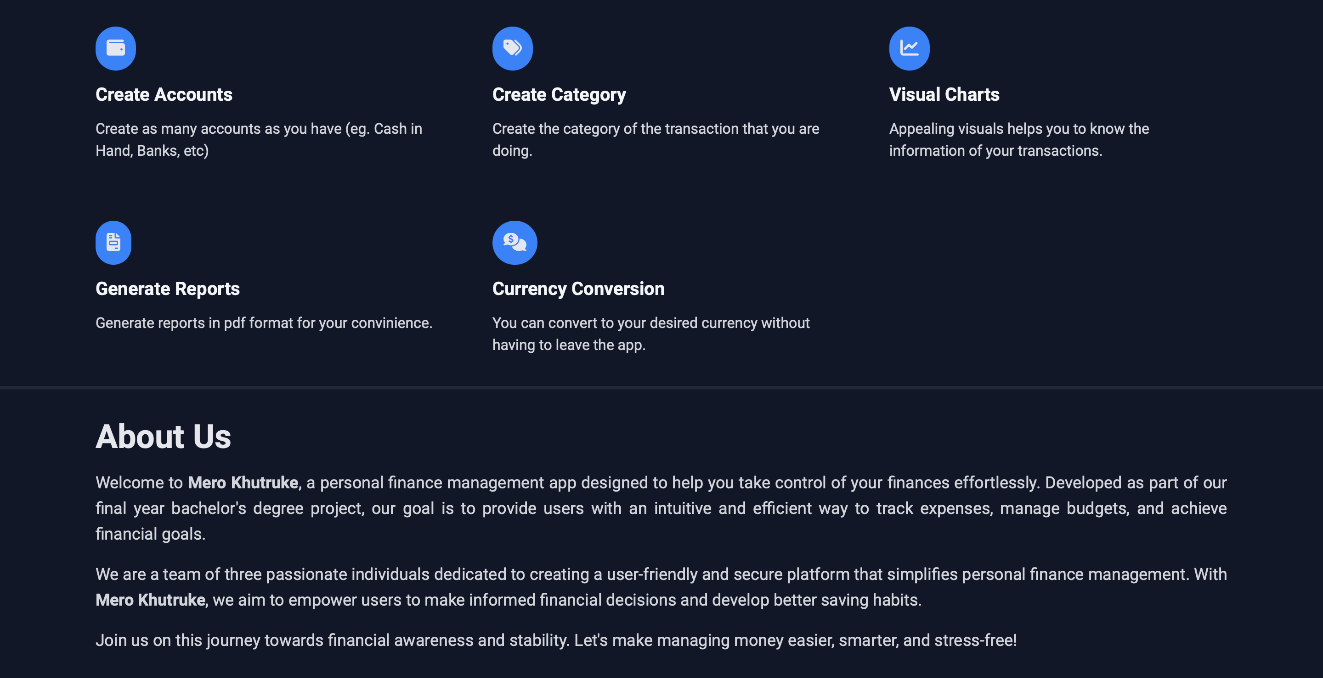 Create Accounts
Create as many accounts as you have (eg. Cash in
Hand, Banks, etc)
Create Category
Create the category of the transaction that you are
doing.
Visual Charts
Appealing visuals helps you to know the
information of your transactions.
Generate Reports
Generate reports in pdf format for your convinience.
Currency Conversion
You can convert to your desired currency without
having to leave the app.
About Us
Welcome to Mero Khutruke, a personal finance management app designed to help you take control of your finances effortlessly. Developed as part of our
final year bachelor's degree project, our goal is to provide users with an intuitive and efficient way to track expenses, manage budgets, and achieve
financial goals.
We are a team of three passionate individuals dedicated to creating a user-friendly and secure platform that simplifies personal finance management. With
Mero Khutruke, we aim to empower users to make informed financial decisions and develop better saving habits.
Join us on this journey towards financial awareness and stability. Let's make managing money easier, smarter, and stress-free!